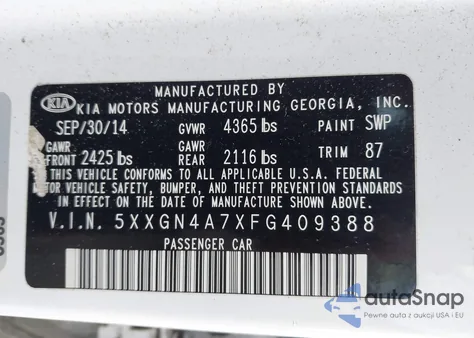 MANUFACTURED BY
KIA KIA MOTORS MANUFACTURING GEORGIA, INC.
SEP/30/14 GVWR 4365 lbs PAINT SWP
GAWR FRONT 2425 lbs GAWR REAR 2116 lbs TRIM 87
THIS VEHICLE CONFORMS TO ALL APPLICABLE U.S.A. FEDERAL
MOTOR VEHICLE SAFETY, BUMPER, AND THEFT PREVENTION STANDARDS
IN EFFECT ON THE DATE OF MANUFACTURE SHOWN ABOVE.
V.I.N. 5XXGN4A7XFG409388
PASSENGER CAR
autoSnap
Pewne auta z USA i EU